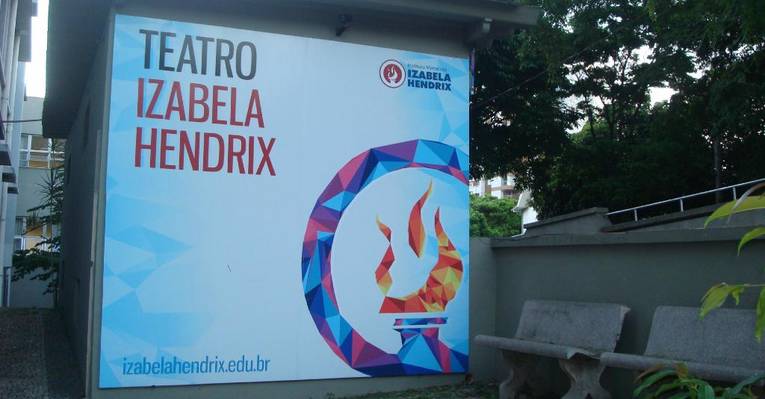 TEATRO
IZABELA
HENDRIX
IZABELA
HENDRIX
izabelahendrix.edu.br